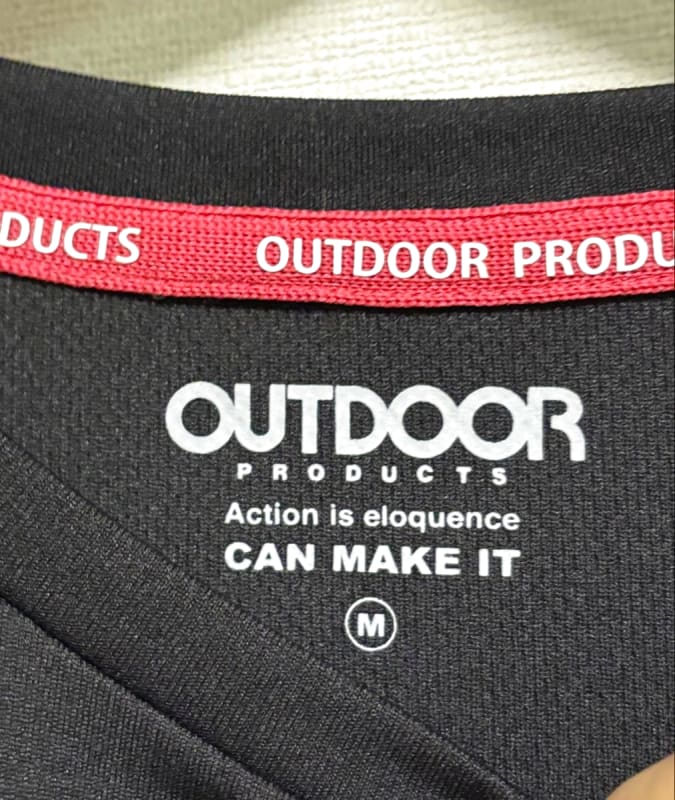 DUCTS OUTDOOR PRODU
OUTDOOR
PRODUCTS
Action is eloquence
CAN MAKE IT
M